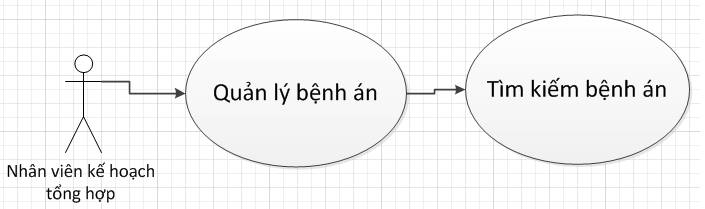 Quản lý bệnh án
Tìm kiếm bệnh án
Nhân viên kế hoạch
tổng hợp